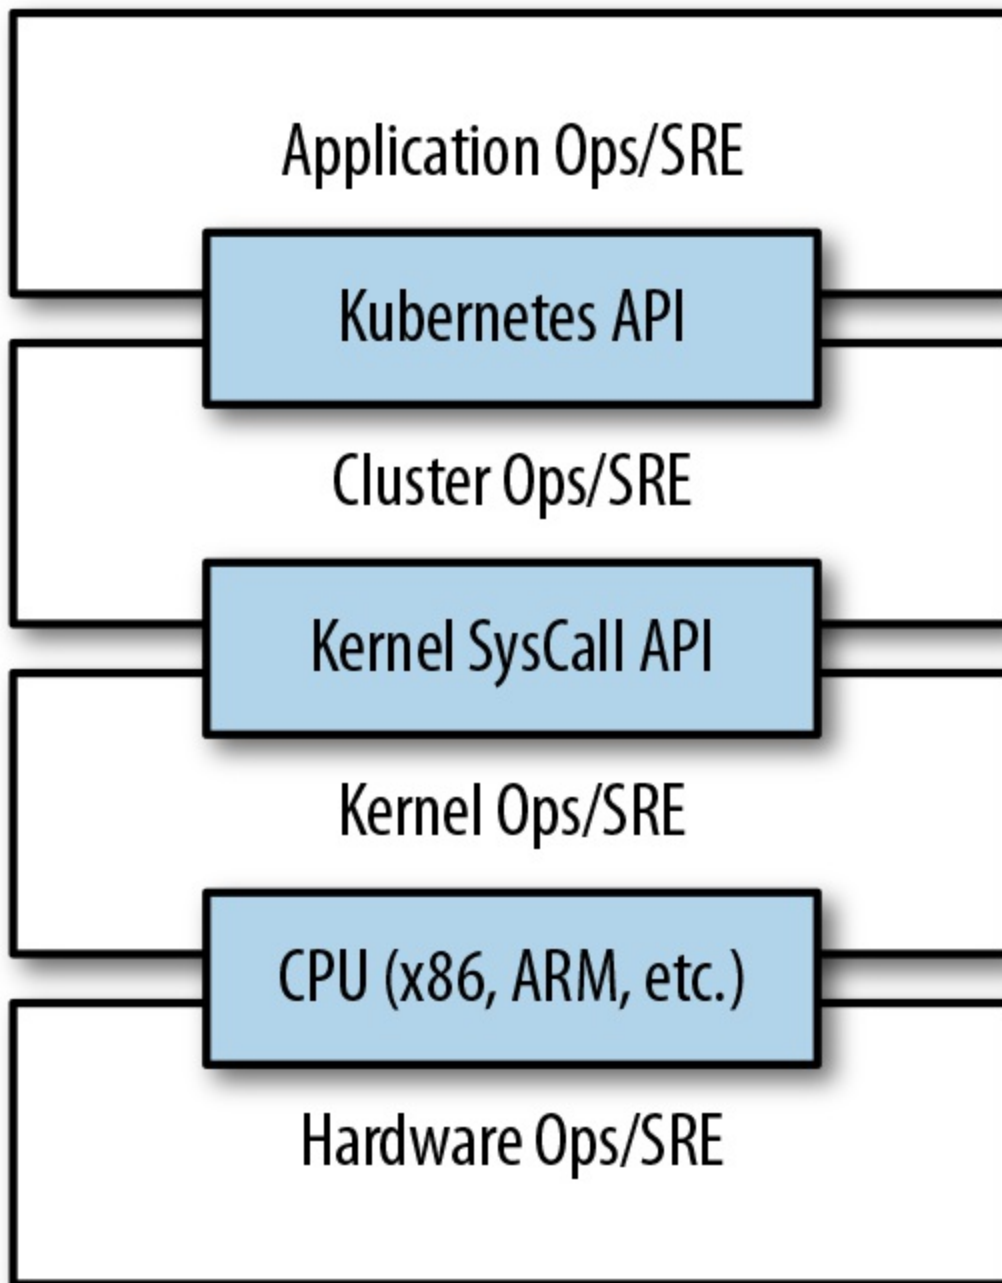 Application Ops/SRE
Kubernetes API
Cluster Ops/SRE
Kernel SysCall API
Kernel Ops/SRE
CPU (x86, ARM, etc.)
Hardware Ops/SRE